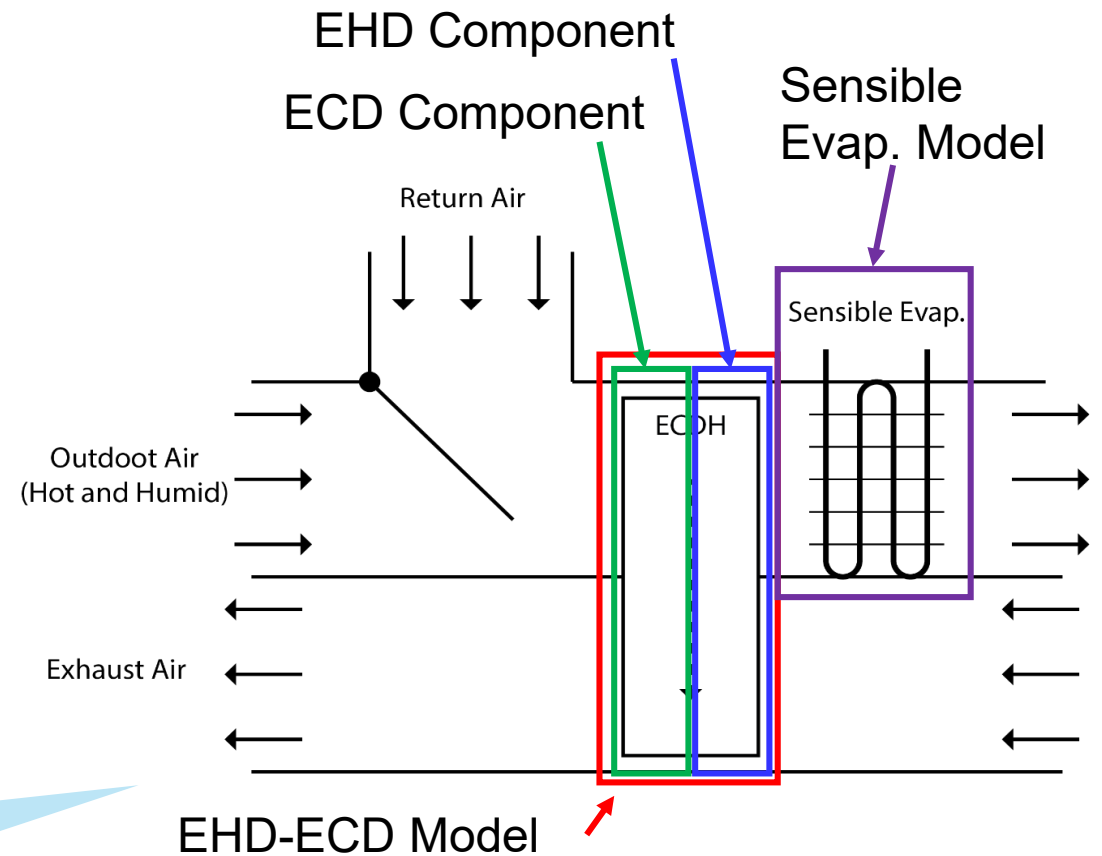 EHD Component
ECD Component
Sensible
Evap. Model
Return Air
Sensible Evap.
ECDH
Outdoot Air
(Hot and Humid)
Exhaust Air
EHD-ECD Model